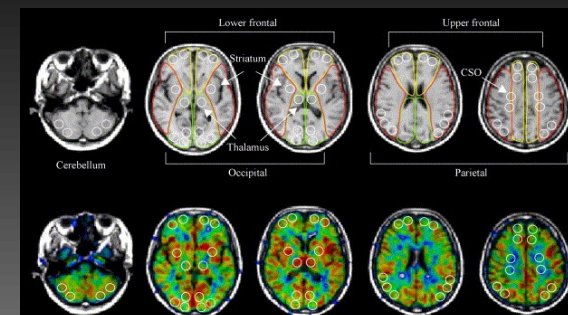 Lower frontal
Upper frontal
Striatum
CSO
Thalamus
Cerebellum
Occipital
Parietal